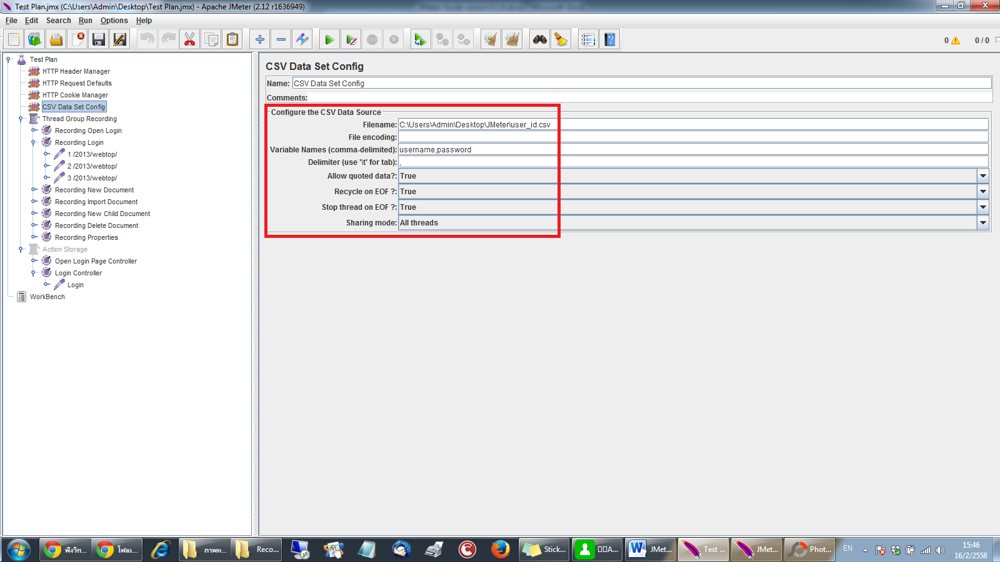 Test Plan.jmx (C:\Users\Admin\Desktop\Test Plan.jmx) - Apache JMeter (2.12 r1636949)
File Edit Search Run Options Help
0 0 / 0
Test Plan
HTTP Header Manager
HTTP Request Defaults
HTTP Cookie Manager
CSV Data Set Config
Thread Group Recording
Recording Open Login
Recording Login
1 /2013/webtop/
2 /2013/webtop/
3 /2013/webtop/
Recording New Document
Recording Import Document
Recording New Child Document
Recording Delete Document
Recording Properties
Action Storage
Open Login Page Controller
Login Controller
Login
WorkBench
CSV Data Set Config
Name: CSV Data Set Config
Comments:
Configure the CSV Data Source
Filename: C:\Users\Admin\Desktop\JMeter\user_id.csv
File encoding:
Variable Names (comma-delimited): username,password
Delimiter (use '\t' for tab): ,
Allow quoted data?: True
Recycle on EOF ?: True
Stop thread on EOF ?: True
Sharing mode: All threads
ฟังวิท... โฟลเ... ภาพห... Reco... Stick... A... JMet... Test ... JMet... Phot... EN
15:46
16/2/2558